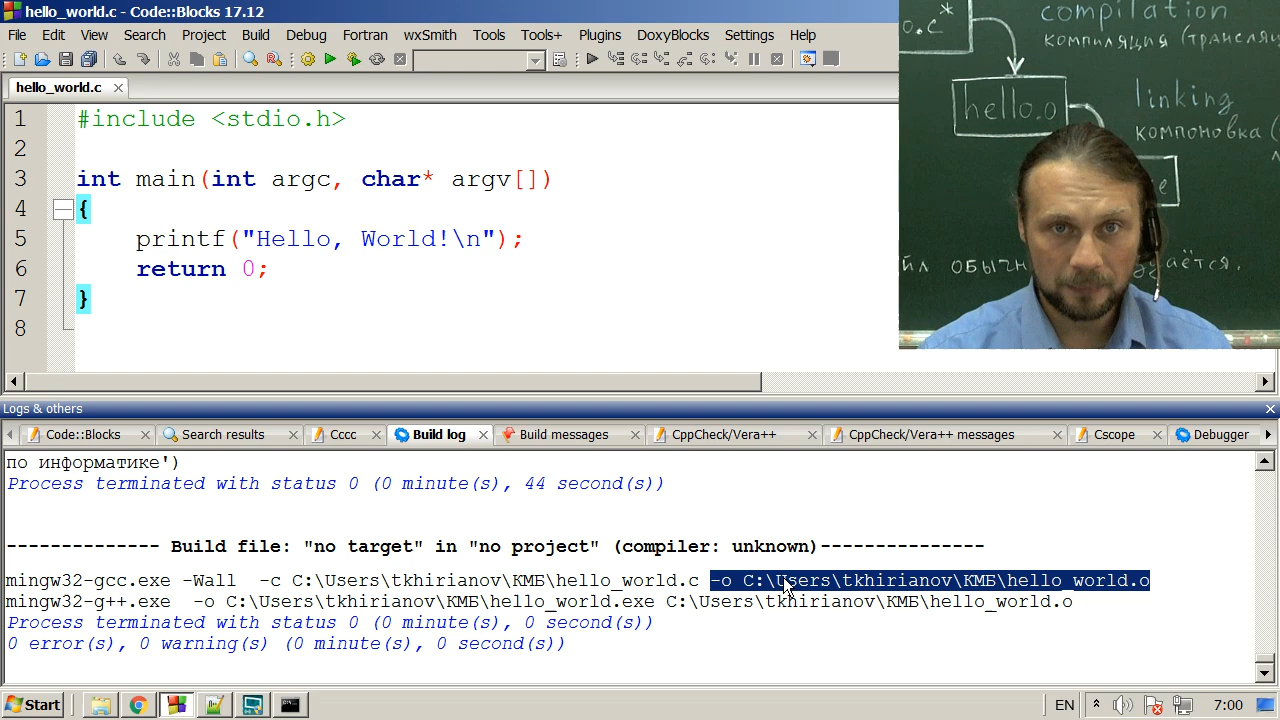 hello_world.c - Code::Blocks 17.12
File Edit View Search Project Build Debug Fortran wxSmith Tools Tools+ Plugins DoxyBlocks Settings Help
hello_world.c
1 #include <stdio.h>
2
3 int main(int argc, char* argv[])
4 {
5 printf("Hello, World!\n");
6 return 0;
7 }
8
o.c*
compilation
компиляция
hello.o
linking
компоновка (
e
обычн
Logs & others
Code::Blocks Search results Cccc Build log Build messages CppCheck/Vera++ CppCheck/Vera++ messages Cscope Debugger
по информатике')
Process terminated with status 0 (0 minute(s), 44 second(s))
-------------- Build file: "no target" in "no project" (compiler: unknown)---------------
mingw32-gcc.exe -Wall -c C:\Users\tkhirianov\КМБ\hello_world.c -o C:\Users\tkhirianov\КМБ\hello_world.o
mingw32-g++.exe -o C:\Users\tkhirianov\КМБ\hello_world.exe C:\Users\tkhirianov\КМБ\hello_world.o
Process terminated with status 0 (0 minute(s), 0 second(s))
0 error(s), 0 warning(s) (0 minute(s), 0 second(s))
Start EN 7:00